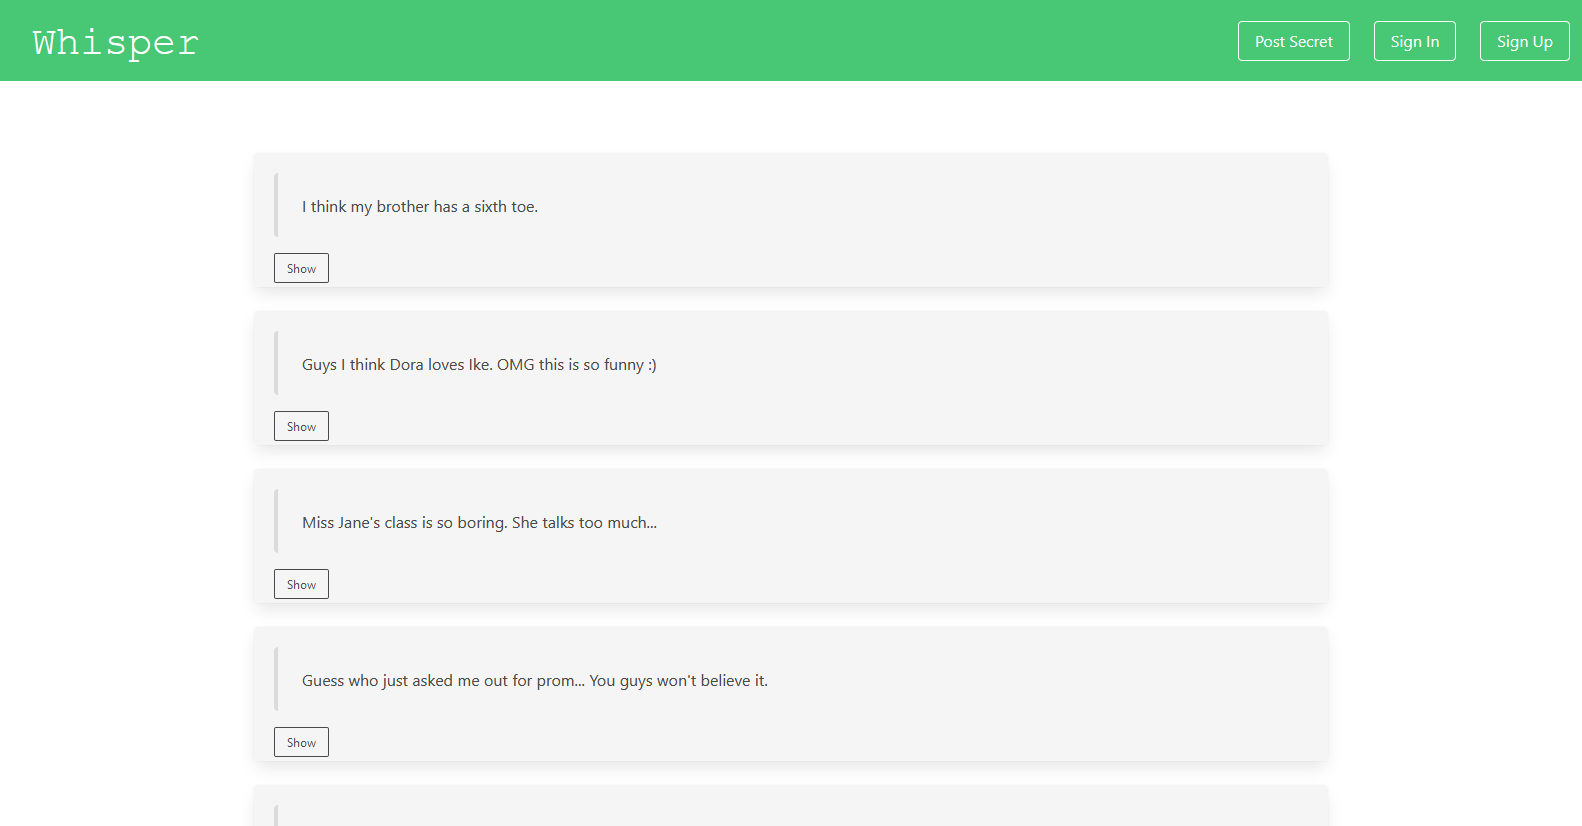 Whisper
Post Secret
Sign In
Sign Up
I think my brother has a sixth toe.
Show
Guys I think Dora loves Ike. OMG this is so funny :)
Show
Miss Jane's class is so boring. She talks too much...
Show
Guess who just asked me out for prom... You guys won't believe it.
Show